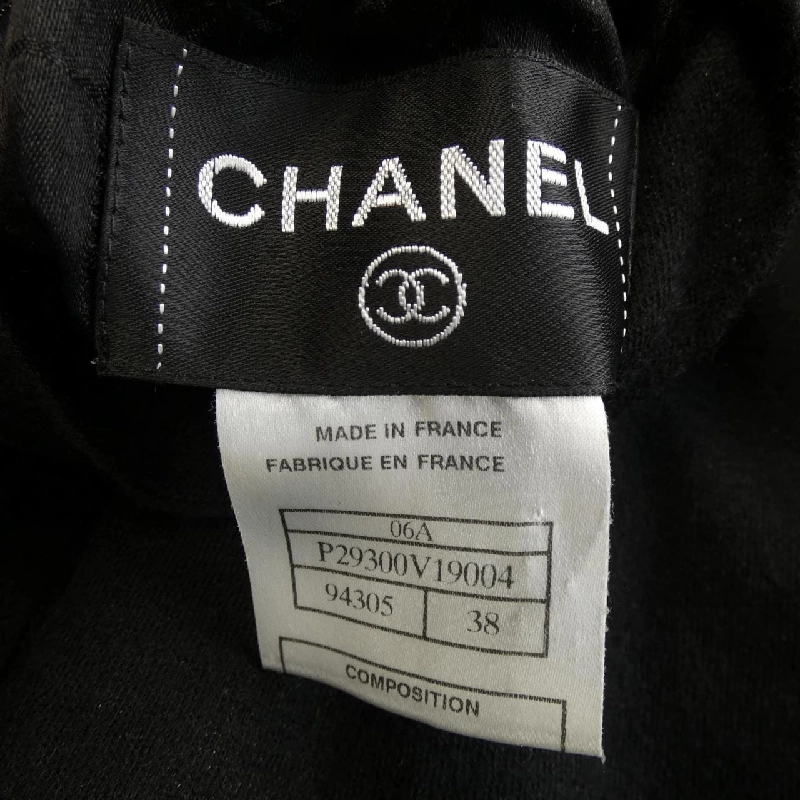 CHANEL
MADE IN FRANCE
FABRIQUE EN FRANCE
06A
P29300V19004
94305 38
COMPOSITION